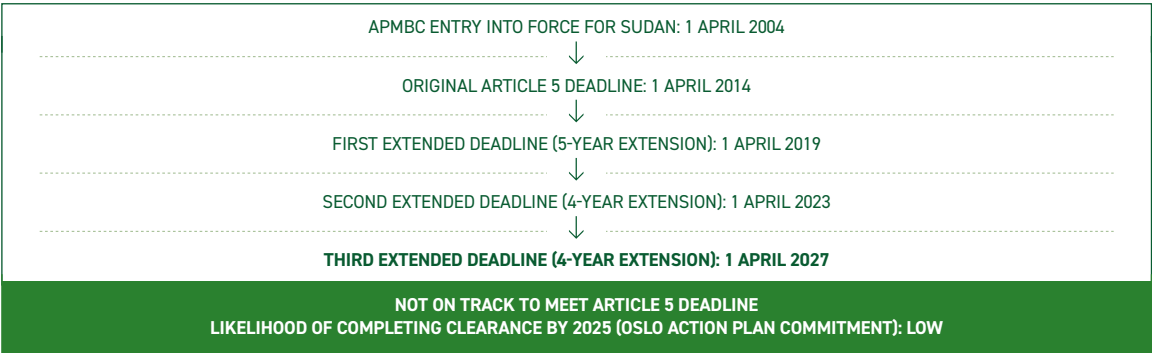 APMBC ENTRY INTO FORCE FOR SUDAN: 1 APRIL 2004
ORIGINAL ARTICLE 5 DEADLINE: 1 APRIL 2014
FIRST EXTENDED DEADLINE (5-YEAR EXTENSION): 1 APRIL 2019
SECOND EXTENDED DEADLINE (4-YEAR EXTENSION): 1 APRIL 2023
THIRD EXTENDED DEADLINE (4-YEAR EXTENSION): 1 APRIL 2027
NOT ON TRACK TO MEET ARTICLE 5 DEADLINE
LIKELIHOOD OF COMPLETING CLEARANCE BY 2025 (OSLO ACTION PLAN COMMITMENT): LOW